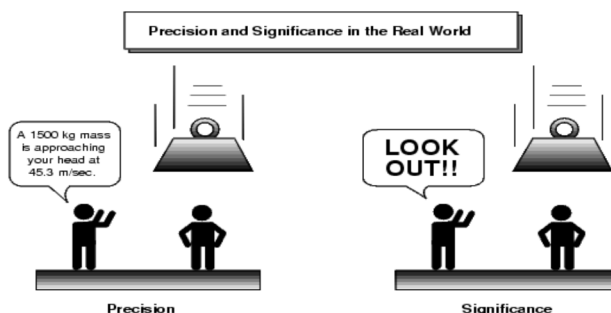 Precision and Significance in the Real World
A 1500 kg mass
is approaching
your head at
45.3 m/sec.
LOOK
OUT!!
Precision
Significance